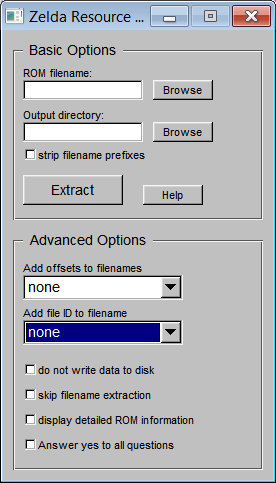 Zelda Resource ...
Basic Options
ROM filename:
Browse
Output directory:
Browse
strip filename prefixes
Extract
Help
Advanced Options
Add offsets to filenames
none
Add file ID to filename
none
do not write data to disk
skip filename extraction
display detailed ROM information
Answer yes to all questions